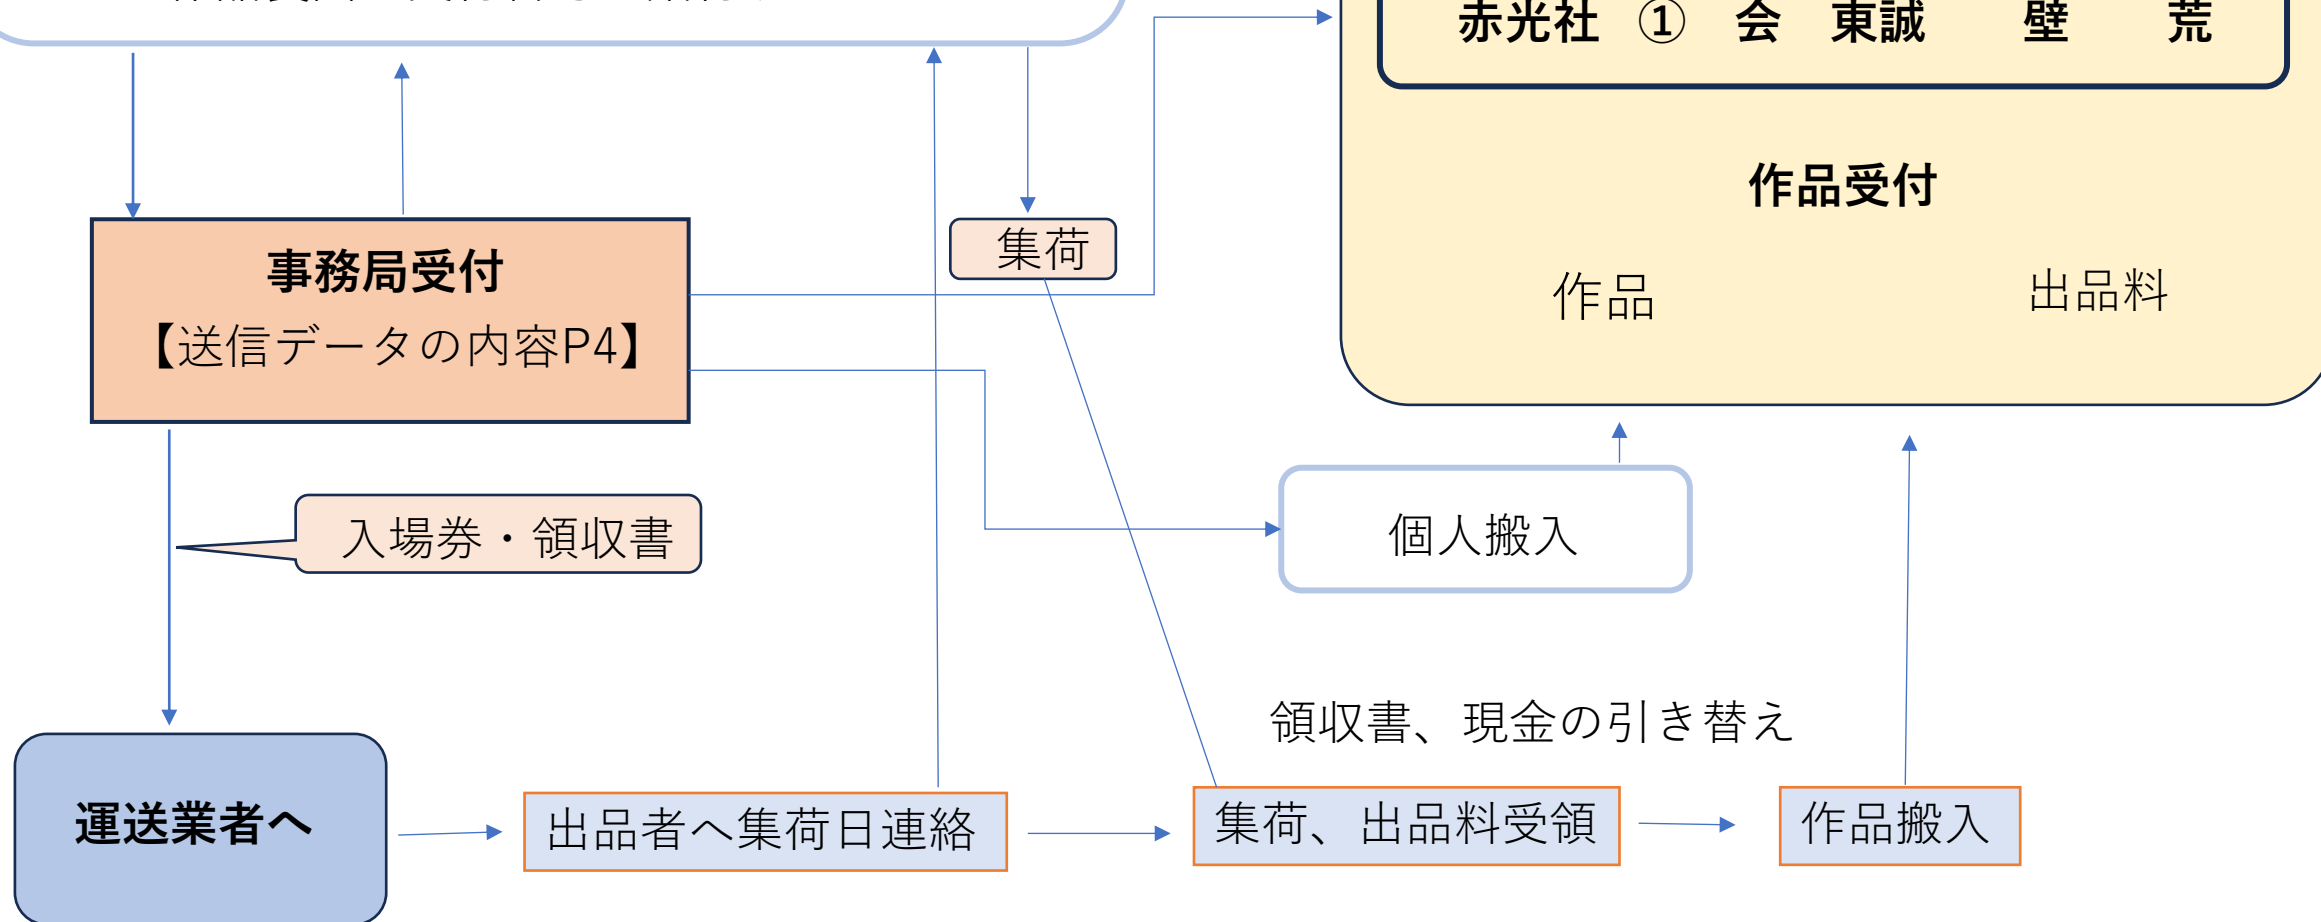 赤光社 ① 会 東誠 壁 荒
作品受付
作品 出品料
集荷
事務局受付
【送信データの内容P4】
入場券・領収書
個人搬入
領収書、現金の引き替え
運送業者へ
出品者へ集荷日連絡
集荷、出品料受領
作品搬入